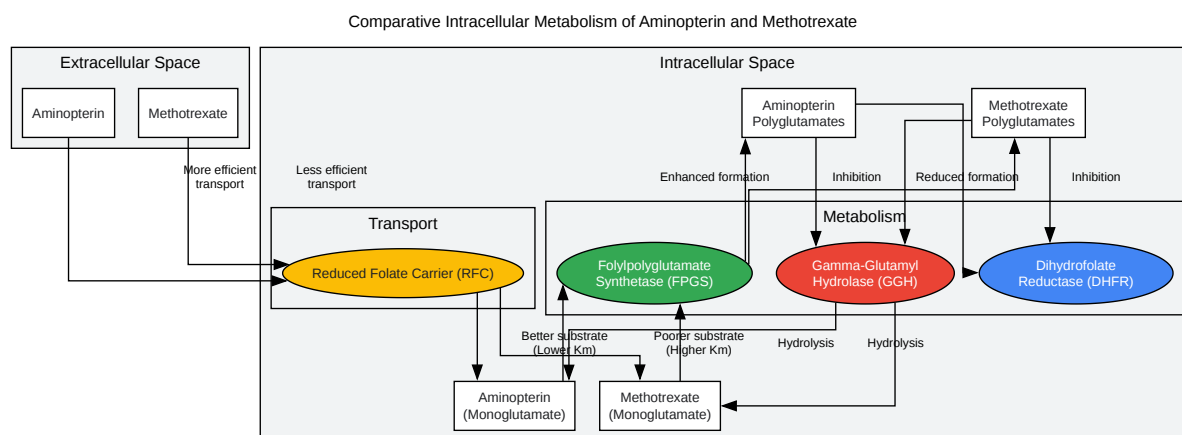 Comparative Intracellular Metabolism of Aminopterin and Methotrexate
Extracellular Space
Intracellular Space
Aminopterin
Methotrexate
Aminopterin
Polyglutamates
Methotrexate
Polyglutamates
More efficient
transport
Less efficient
transport
Enhanced formation
Inhibition
Reduced formation
Inhibition
Transport
Metabolism
Reduced Folate Carrier (RFC)
Folylpolyglutamate
Synthetase (FPGS)
Gamma-Glutamyl
Hydrolase (GGH)
Dihydrofolate
Reductase (DHFR)
Better substrate
(Lower Km)
Poorer substrate
(Higher Km)
Hydrolysis
Hydrolysis
Aminopterin
(Monoglutamate)
Methotrexate
(Monoglutamate)